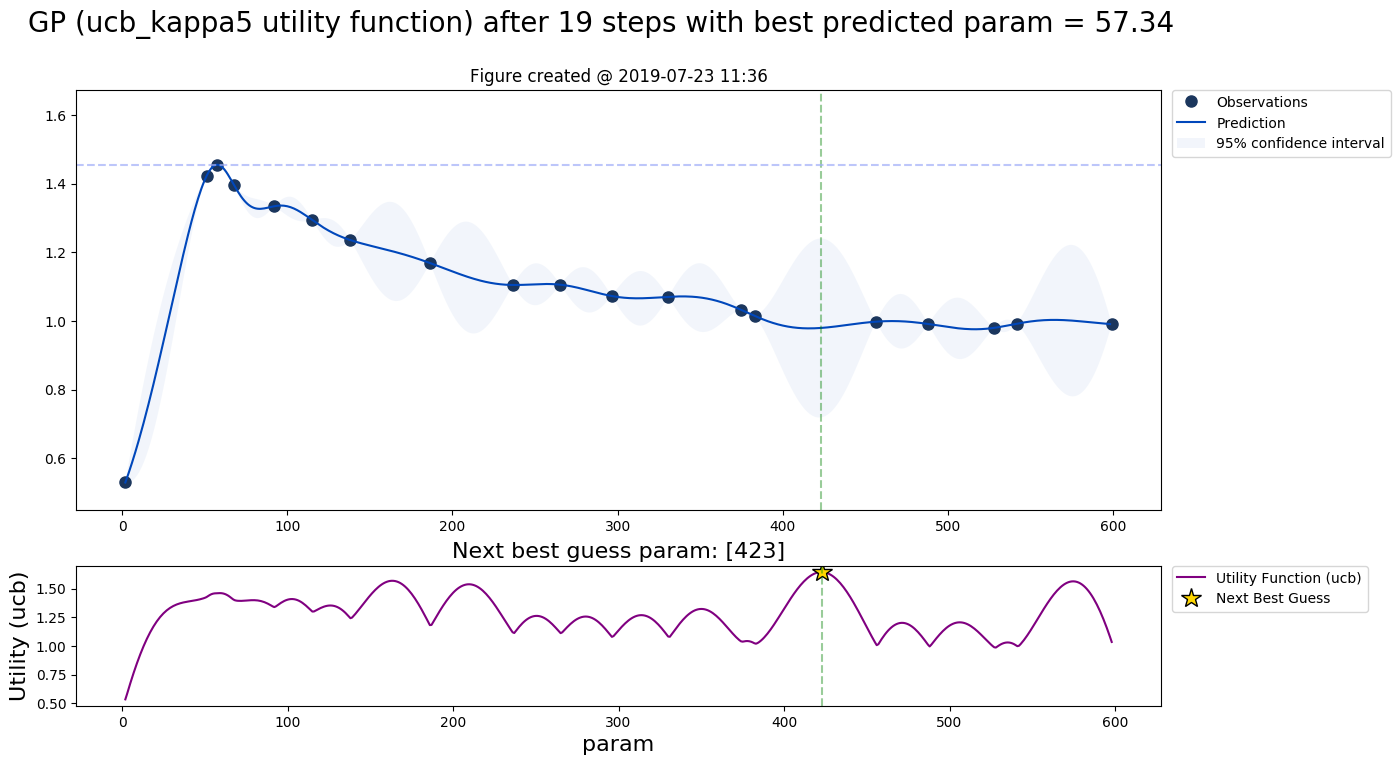 GP (ucb_kappa5 utility function) after 19 steps with best predicted param = 57.34
Figure created @ 2019-07-23 11:36
1.6
1.4
1.2
1.0
0.8
0.6
0
100
200
300
400
500
600
Observations
Prediction
95% confidence interval
Next best guess param: [423]
Utility (ucb)
1.50
1.25
1.00
0.75
0.50
0
100
200
300
400
500
600
param
Utility Function (ucb)
Next Best Guess